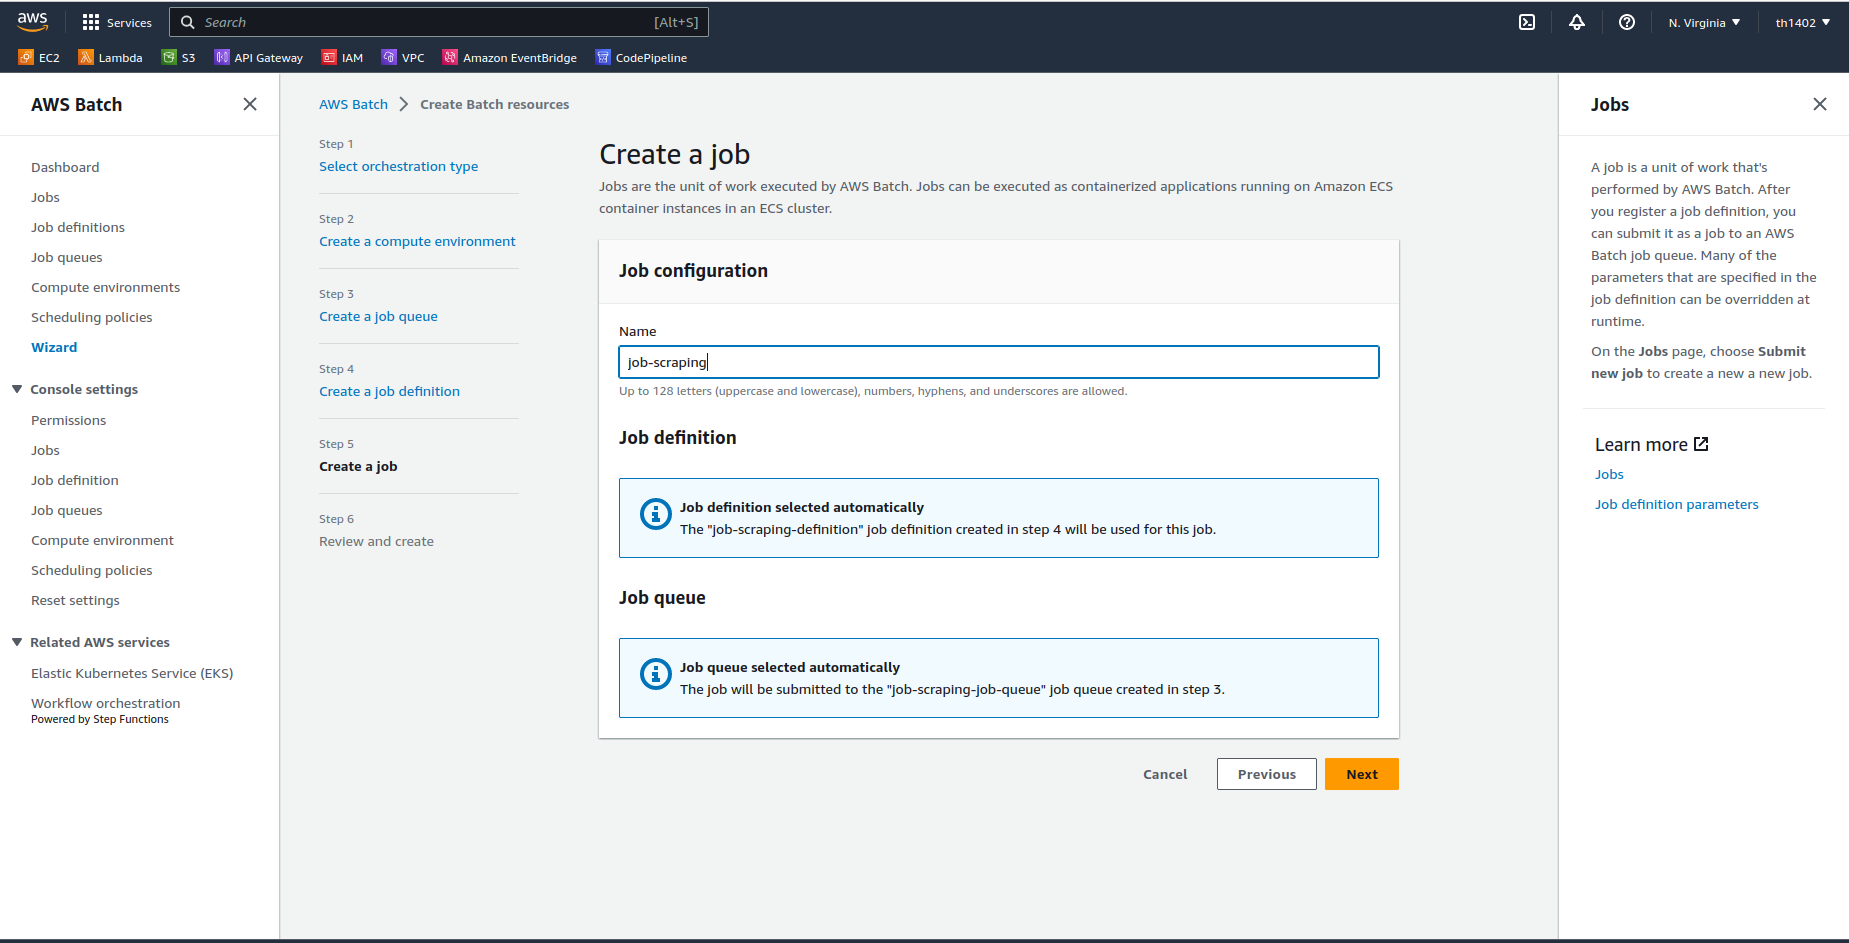 aws
Services
Search
[Alt+S]
N. Virginia
th1402
EC2
Lambda
S3
API Gateway
IAM
VPC
Amazon EventBridge
CodePipeline
AWS Batch
Dashboard
Jobs
Job definitions
Job queues
Compute environments
Scheduling policies
Wizard
Console settings
Permissions
Jobs
Job definition
Job queues
Compute environment
Scheduling policies
Reset settings
Related AWS services
Elastic Kubernetes Service (EKS)
Workflow orchestration
Powered by Step Functions
AWS Batch
Create Batch resources
Step 1
Select orchestration type
Step 2
Create a compute environment
Step 3
Create a job queue
Step 4
Create a job definition
Step 5
Create a job
Step 6
Review and create
Create a job
Jobs are the unit of work executed by AWS Batch. Jobs can be executed as containerized applications running on Amazon ECS
container instances in an ECS cluster.
Job configuration
Name
job-scraping
Up to 128 letters (uppercase and lowercase), numbers, hyphens, and underscores are allowed.
Job definition
Job definition selected automatically
The "job-scraping-definition" job definition created in step 4 will be used for this job.
Job queue
Job queue selected automatically
The job will be submitted to the "job-scraping-job-queue" job queue created in step 3.
Cancel
Previous
Next
Jobs
A job is a unit of work that's
performed by AWS Batch. After
you register a job definition, you
can submit it as a job to an AWS
Batch job queue. Many of the
parameters that are specified in the
job definition can be overridden at
runtime.
On the Jobs page, choose Submit
new job to create a new a new job.
Learn more
Jobs
Job definition parameters